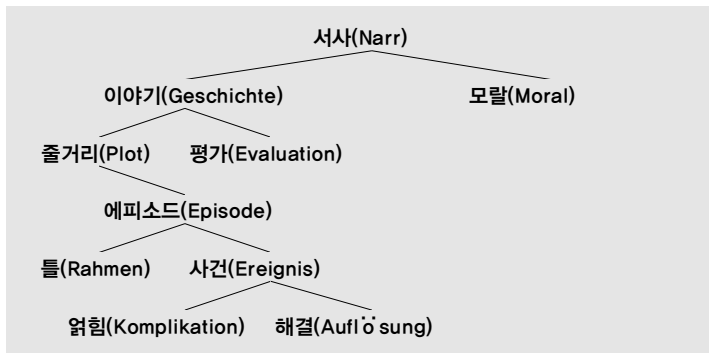 서사(Narr)
이야기(Geschichte) 모랄(Moral)
줄거리(Plot) 평가(Evaluation)
에피소드(Episode)
틀(Rahmen) 사건(Ereignis)
얽힘(Komplikation) 해결(Auflösung)